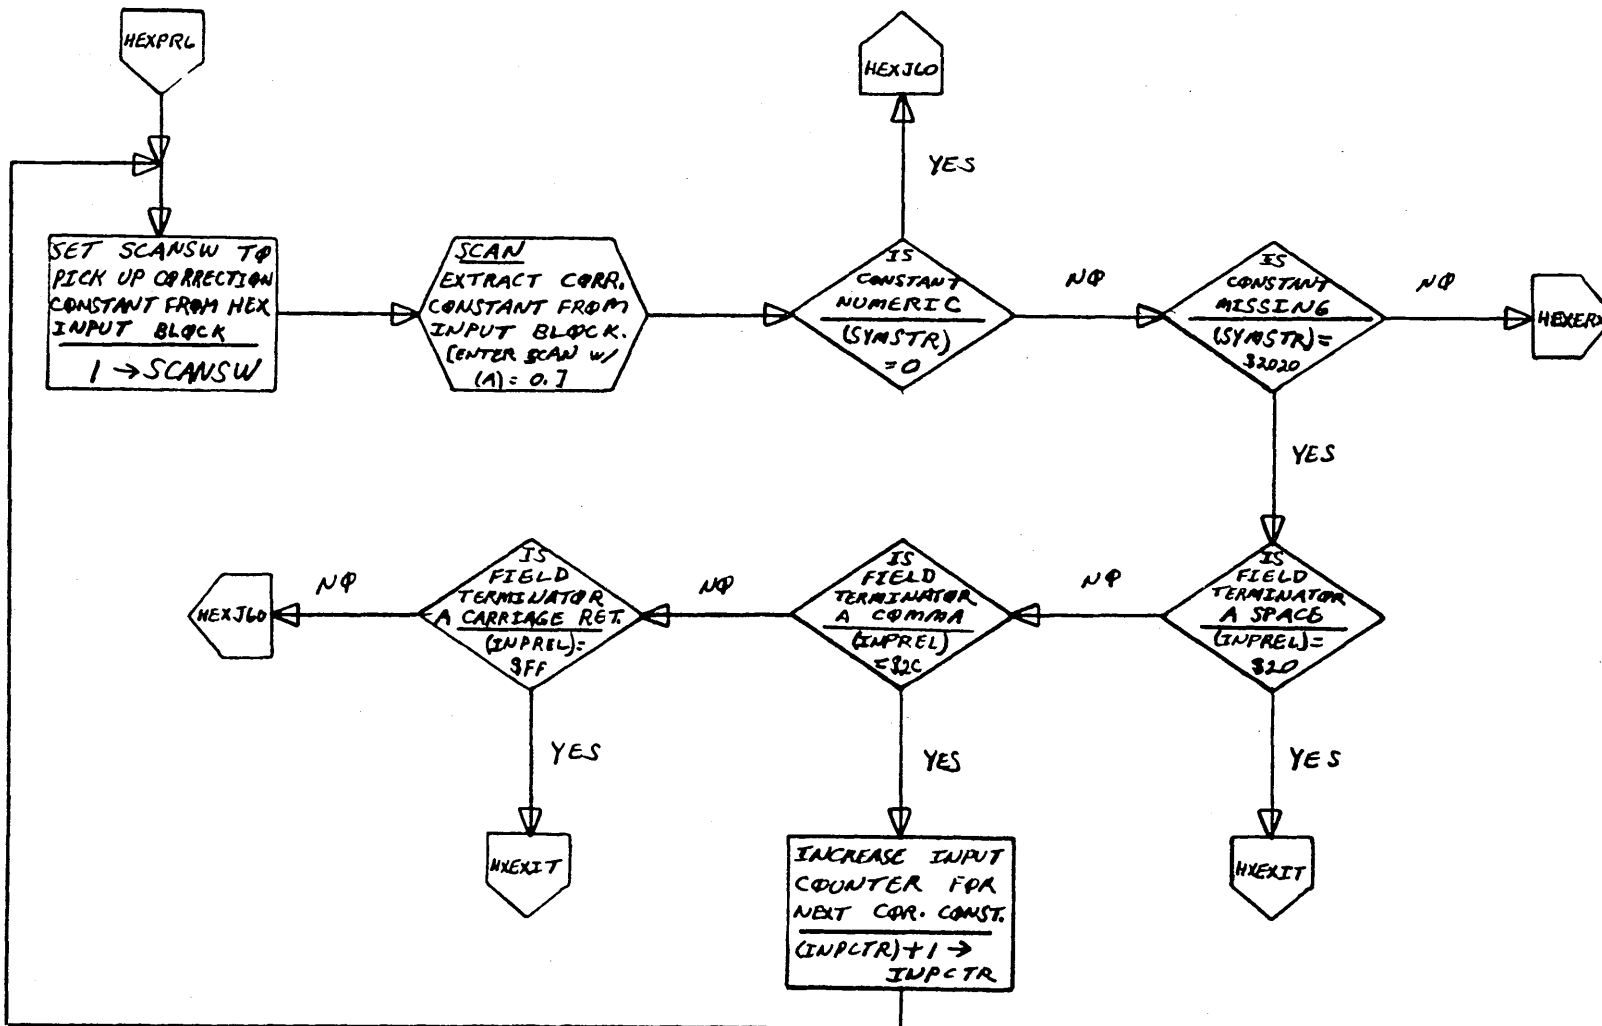 HEXPRL
HEXJ60
YES
SET SCANSW TO
PICK UP CORRECTION
CONSTANT FROM HEX
INPUT BLOCK
1 → SCANSW
SCAN
EXTRACT CORR.
CONSTANT FROM
INPUT BLOCK.
[ENTER SCAN W/
(A) = 0.]
IS
CONSTANT
NUMERIC
(SYMSTR)
= 0
NO
IS
CONSTANT
MISSING
(SYMSTR) =
$2020
NO
HEXERX
YES
HEXJ60
NO
IS
FIELD
TERMINATOR
A CARRIAGE RET.
(INPREL) =
$FF
NO
IS
FIELD
TERMINATOR
A COMMA
(INPREL)
= $2C
NO
IS
FIELD
TERMINATOR
A SPACE
(INPREL) =
$20
YES
YES
YES
HXEXIT
INCREASE INPUT
COUNTER FOR
NEXT COR. CONST.
(INPCTR) + 1 →
INPCTR
HXEXIT